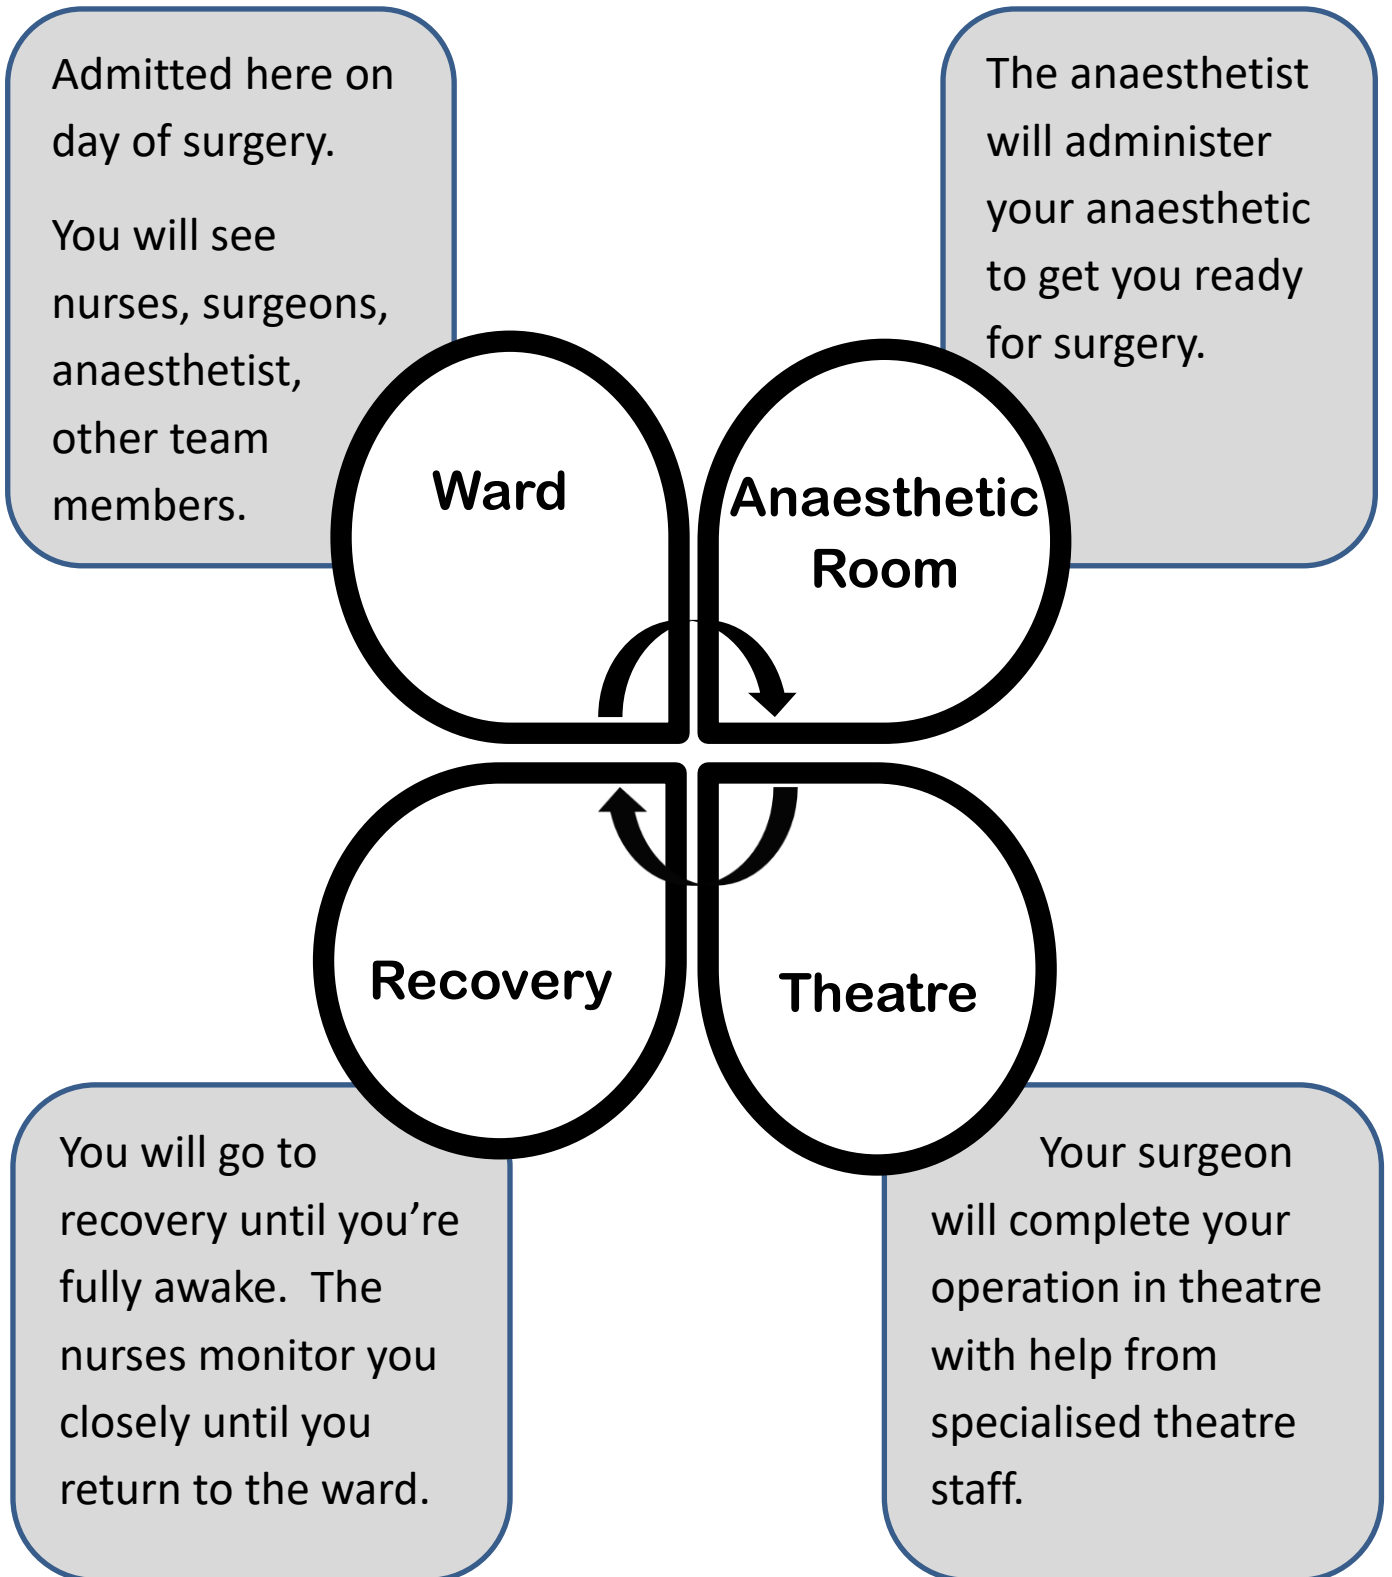 Admitted here on
day of surgery.
You will see
nurses, surgeons,
anaesthetist,
other team
members.
Ward
The anaesthetist
will administer
your anaesthetic
to get you ready
for surgery.
Anaesthetic
Room
Recovery
You will go to
recovery until you’re
fully awake.  The
nurses monitor you
closely until you
return to the ward.
Theatre
Your surgeon
will complete your
operation in theatre
with help from
specialised theatre
staff.